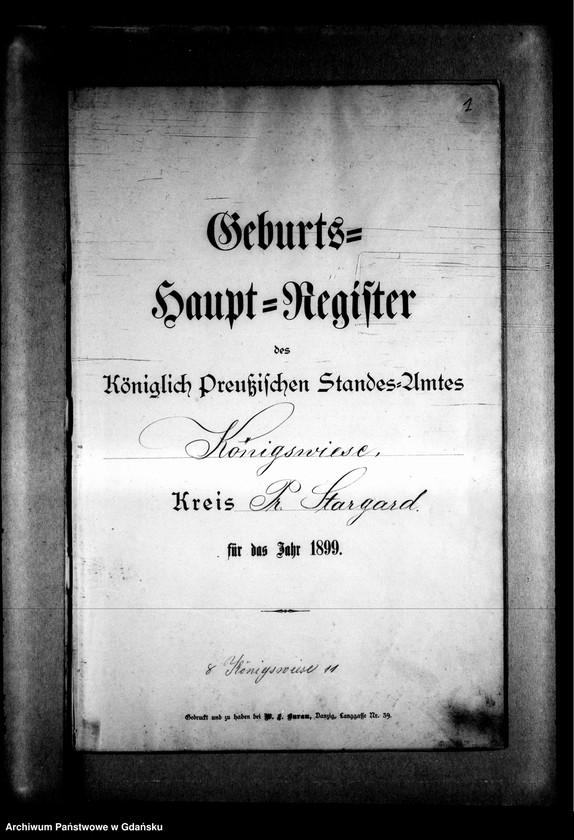 1
Geburts=
Haupt=Register
des
Königlich Preußischen Standes=Amtes
Königswiese,
Kreis Pr. Stargard.
für das Jahr 1899.
8 Königswiese 11
Gedruckt und zu haben bei W. F. Burau, Danzig, Langgasse Nr. 39.
Archiwum Państwowe w Gdańsku